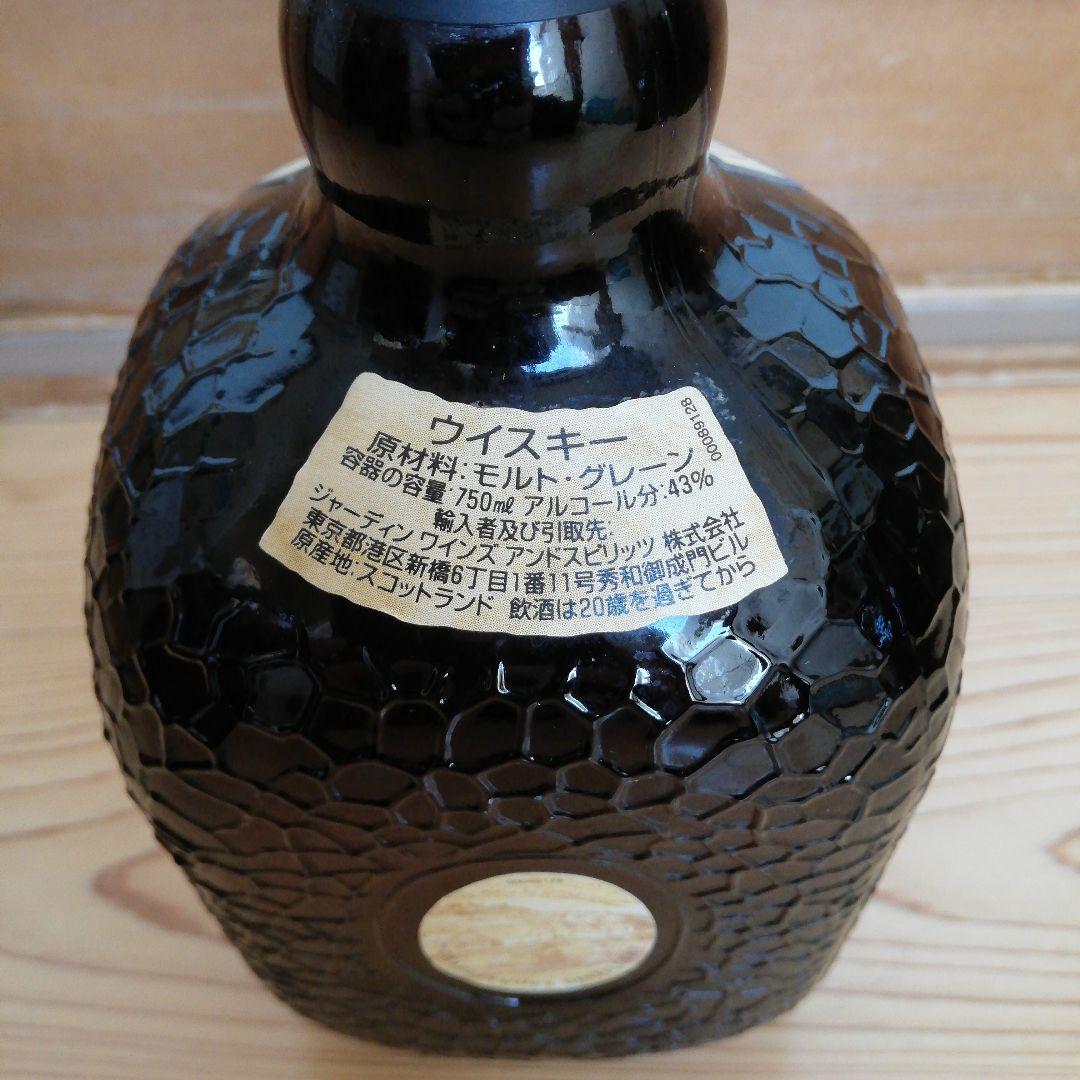 ウイスキー
原材料:モルト・グレーン
容器の容量:750ml アルコール分:43%
輸入者及び引取先:
ジャーディン ワインズ アンドスピリッツ 株式会社
東京都港区新橋6丁目1番11号秀和御成門ビル
原産地:スコットランド 飲酒は20歳を過ぎてから
00089128